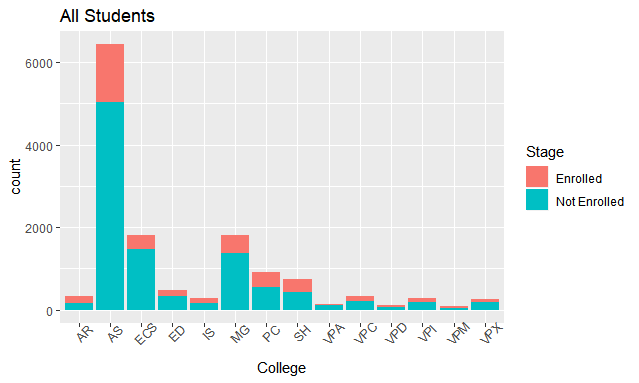 All Students
count
6000
4000
2000
0
AR AS ECS ED IS MG PC SH VPA VPC VPD VPI VPM VPX
College
Stage
Enrolled
Not Enrolled